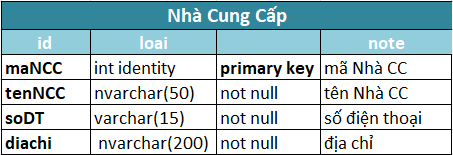 Nhà Cung Cấp
id loai note
maNCC int identity primary key mã Nhà CC
tenNCC nvarchar(50) not null tên Nhà CC
soDT varchar(15) not null số điện thoại
diachi nvarchar(200) not null địa chỉ